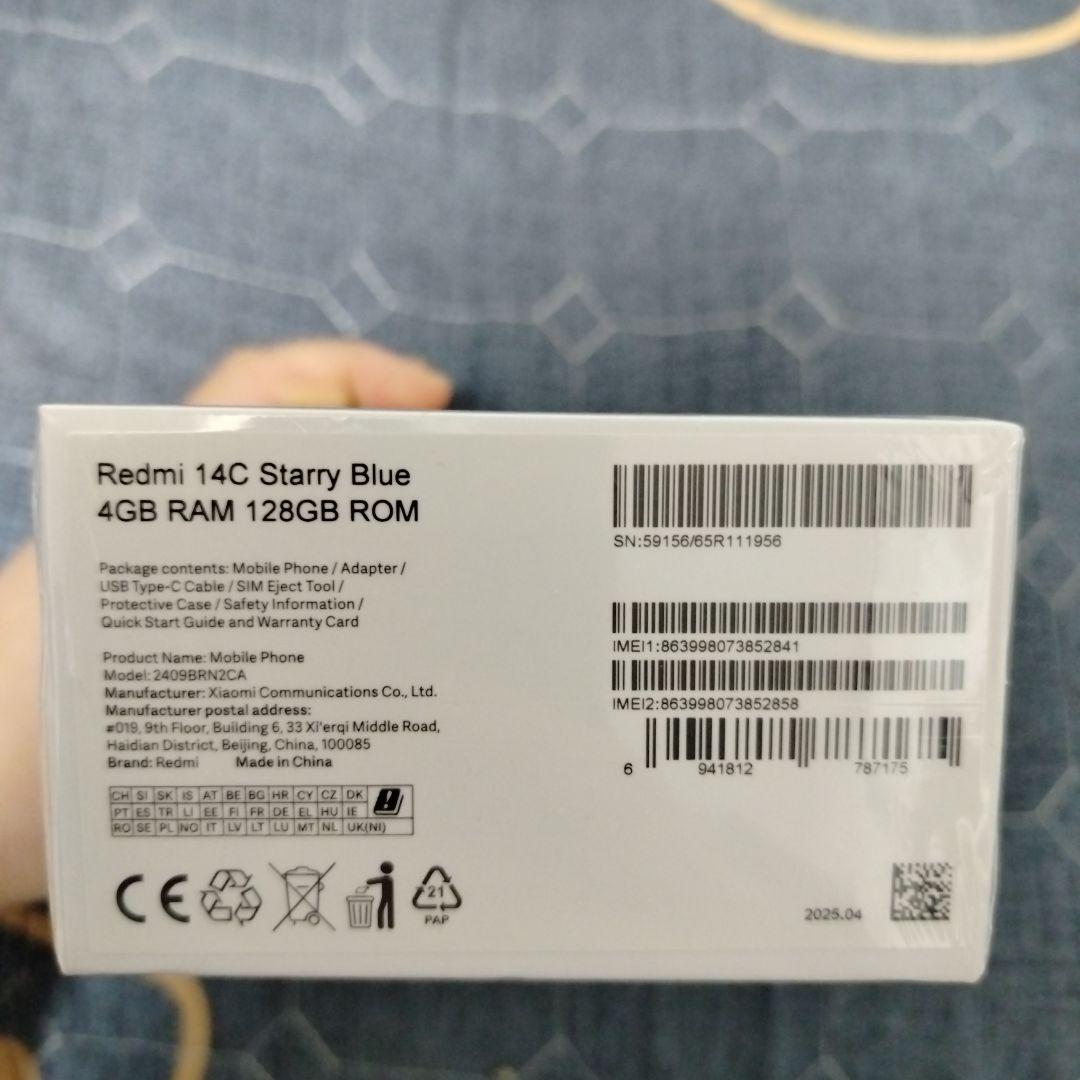 Redmi 14C Starry Blue
4GB RAM 128GB ROM
Package contents: Mobile Phone / Adapter /
USB Type-C Cable / SIM Eject Tool /
Protective Case / Safety Information /
Quick Start Guide and Warranty Card
Product Name: Mobile Phone
Model: 2409BRN2CA
Manufacturer: Xiaomi Communications Co., Ltd.
Manufacturer postal address:
#019, 9th Floor, Building 6, 33 Xi'erqi Middle Road,
Haidian District, Beijing, China, 100085
Brand: Redmi Made in China
CH SI SK IS AT BE BG HR CY CZ DK
PT ES TR LI EE FI FR DE EL HU IE
RO SE PL NO IT LV LT LU MT NL UK(NI)
CE
21
PAP
SN:59156/65R111956
IMEI1:863998073852841
IMEI2:863998073852858
6 941812 787175
2025.04